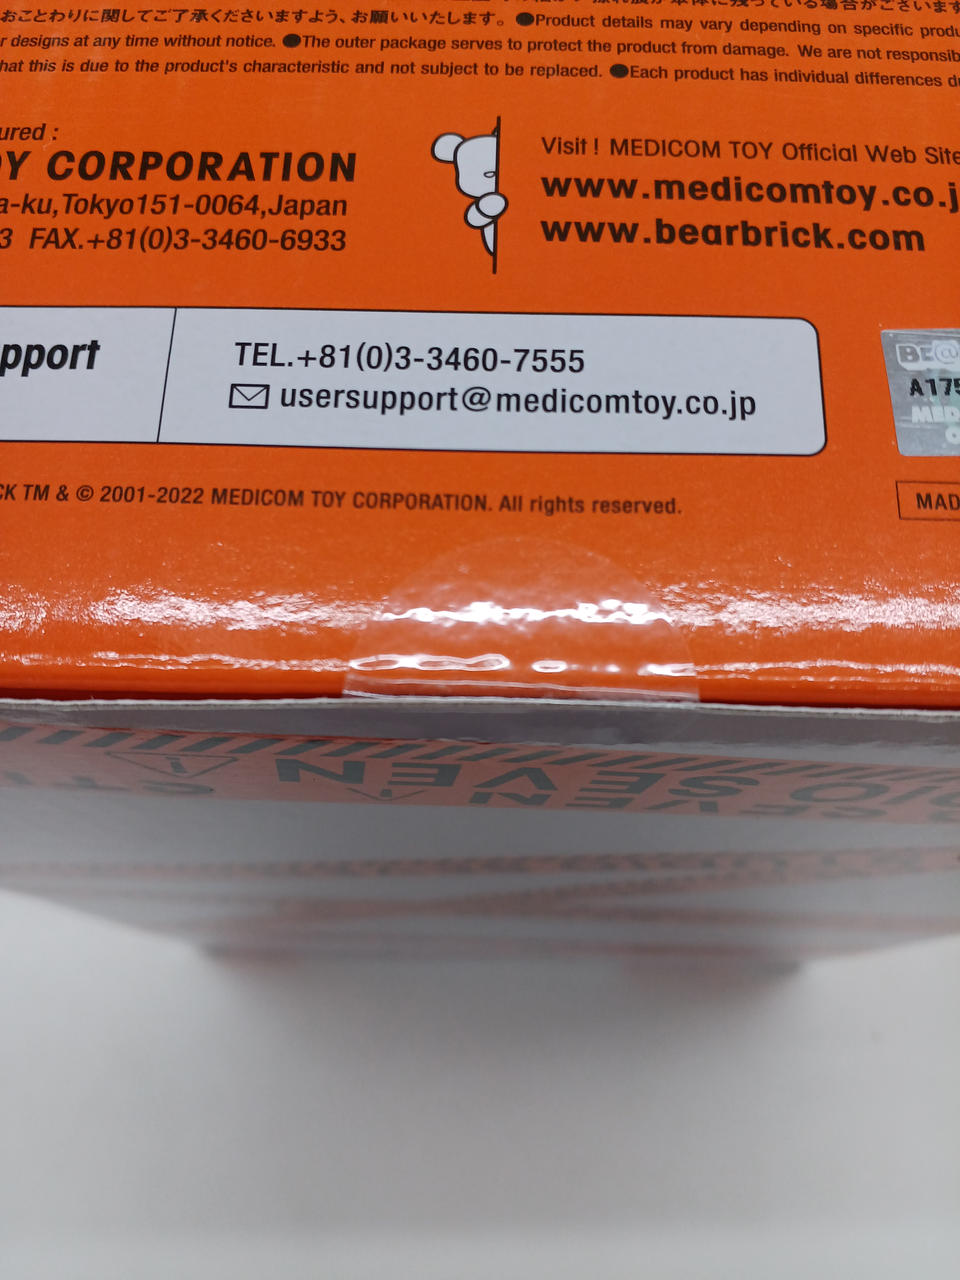 おことわりに関してご了承くださいますよう、お願いいたします。 ●Product details may vary depending on specific
r designs at any time without notice. ●The outer package serves to protect the product from damage. We are not
hat this is due to the product's characteristic and not subject to be replaced. ●Each product has individual differences
ured :
OY CORPORATION
a-ku,Tokyo151-0064,Japan
3 FAX.+81(0)3-3460-6933
Visit ! MEDICOM TOY Official Web Site
www.medicomtoy.co.j
www.bearbrick.com
pport
TEL.+81(0)3-3460-7555
usersupport@medicomtoy.co.jp
BE@
A175
MED
CK TM & © 2001-2022 MEDICOM TOY CORPORATION. All rights reserved.
MAD
SEVEN